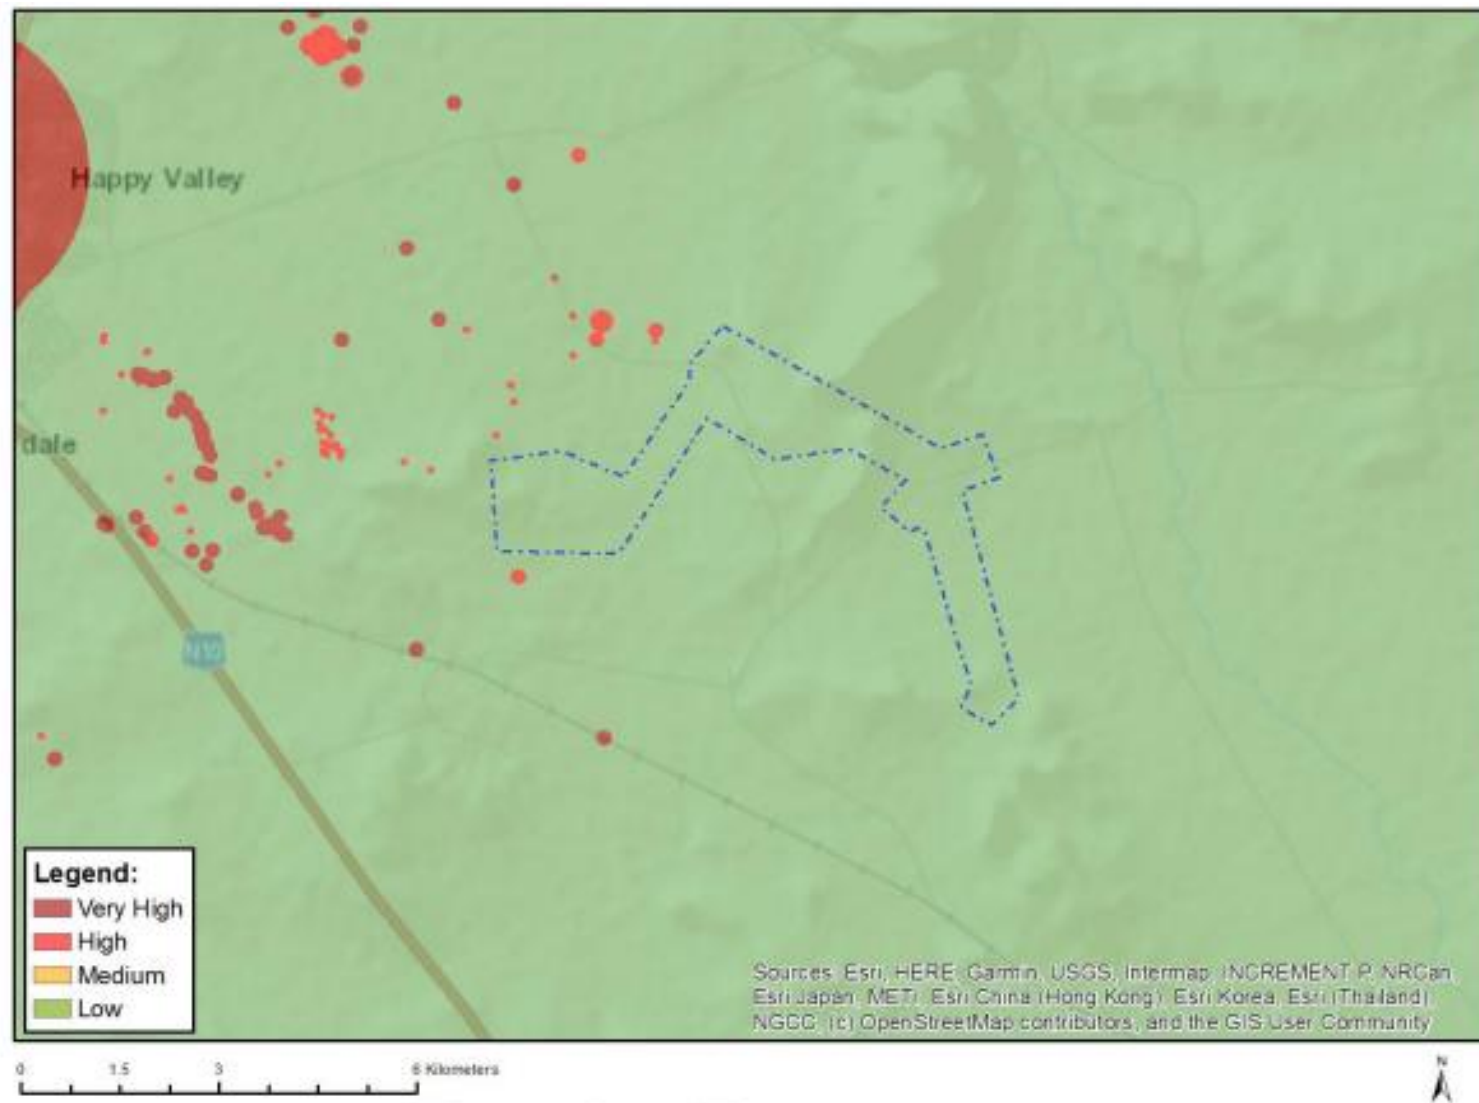 Happy Valley
dale
N10
Legend:
Very High
High
Medium
Low
Sources: Esri, HERE, Garmin, USGS, Intermap, INCREMENT P, NRCan,
Esri Japan, METI, Esri China (Hong Kong), Esri Korea, Esri (Thailand),
NGCC, (c) OpenStreetMap contributors, and the GIS User Community
0 1.5 3 6 Kilometers
N